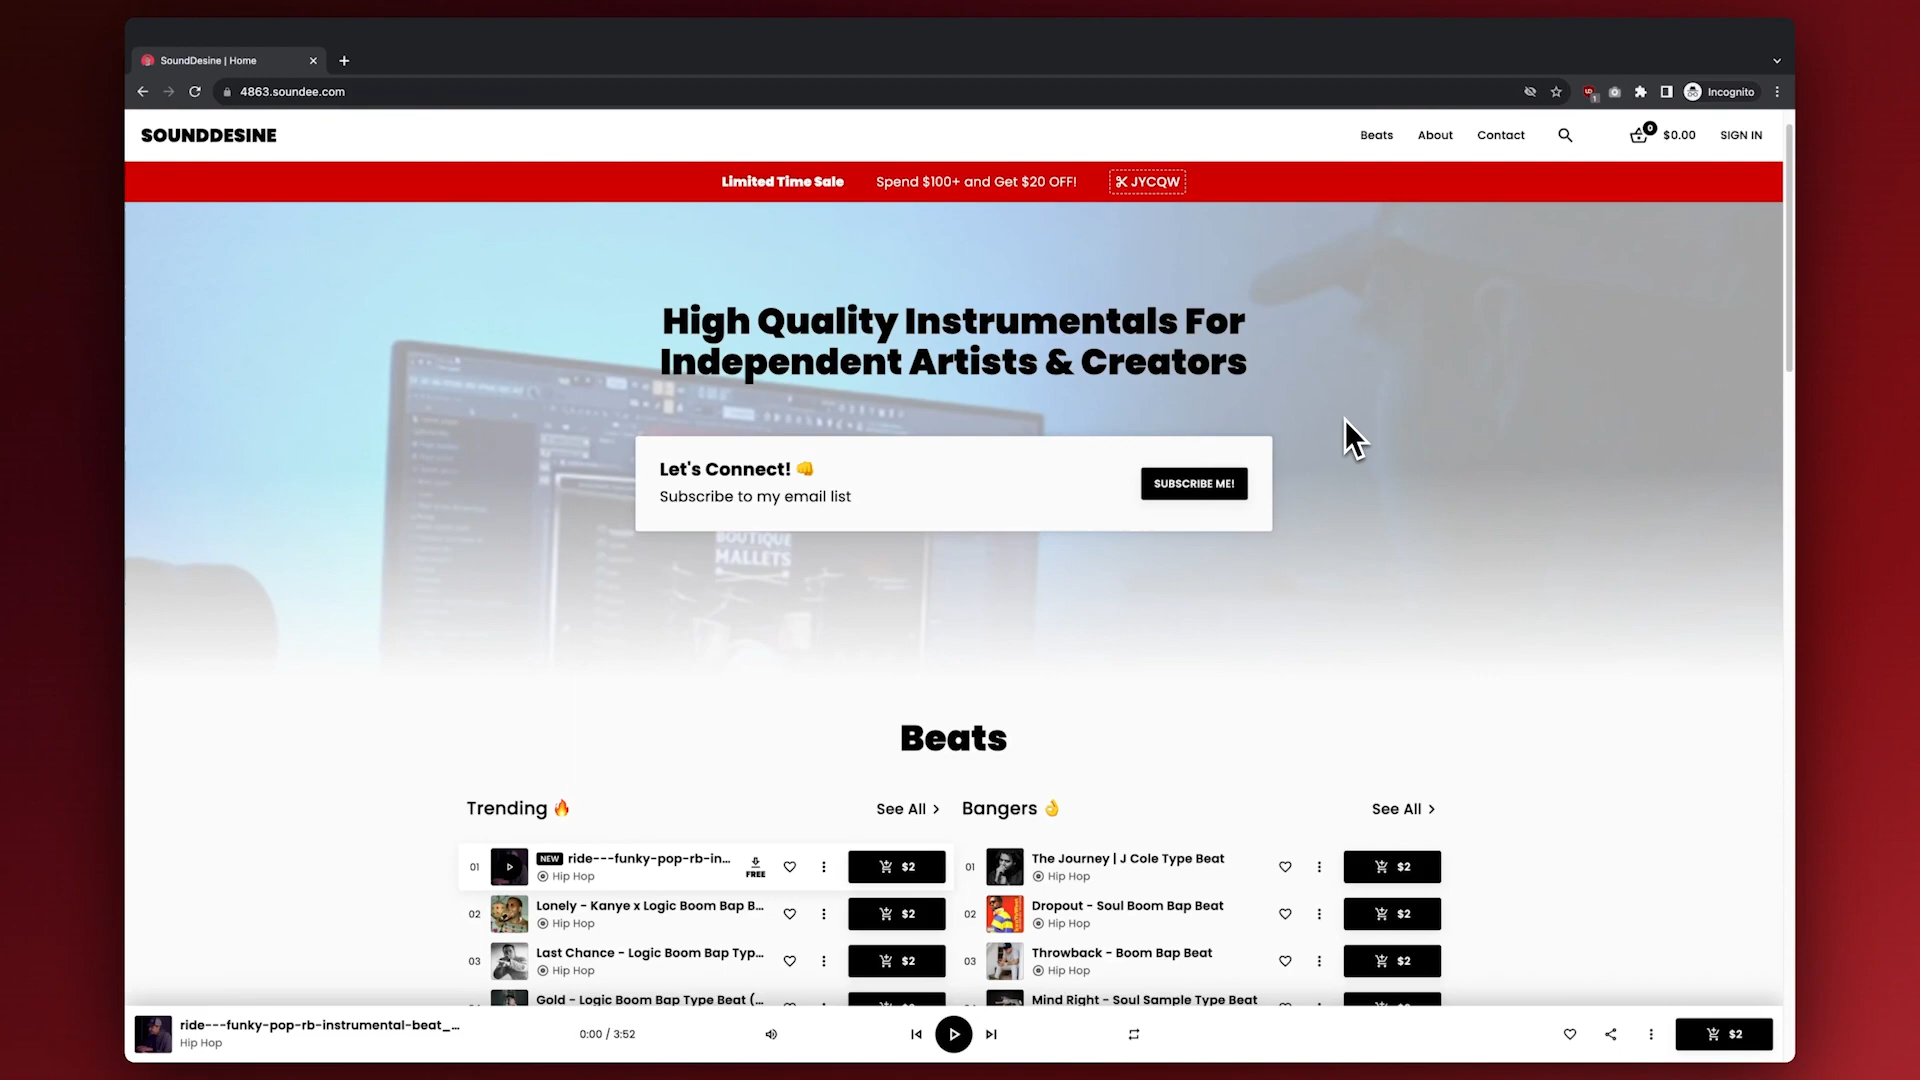 SoundDesine | Home
4863.soundee.com
1
Incognito
SOUNDDESINE
Beats
About
Contact
0
$0.00
SIGN IN
Limited Time Sale
Spend $100+ and Get $20 OFF!
JYCQW
High Quality Instrumentals For
Independent Artists & Creators
Let's Connect! 👊
Subscribe to my email list
SUBSCRIBE ME!
BOUTIQUE
MALLETS
Beats
Trending 🔥
See All >
01
NEW ride---funky-pop-rb-in...
Hip Hop
FREE
$2
02
Lonely - Kanye x Logic Boom Bap B...
Hip Hop
$2
03
Last Chance - Logic Boom Bap Typ...
Hip Hop
$2
Gold - Logic Boom Bap Type Beat (...
Bangers 👌
See All >
01
The Journey | J Cole Type Beat
Hip Hop
$2
02
Dropout - Soul Boom Bap Beat
Hip Hop
$2
03
Throwback - Boom Bap Beat
Hip Hop
$2
Mind Right - Soul Sample Type Beat
ride---funky-pop-rb-instrumental-beat_...
Hip Hop
0:00 / 3:52
$2